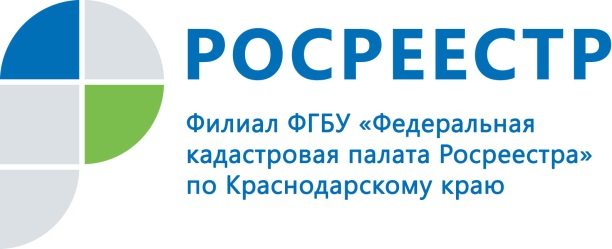 РОСРЕЕСТР
Филиал ФГБУ «Федеральная
кадастровая палата Росреестра»
по Краснодарскому краю